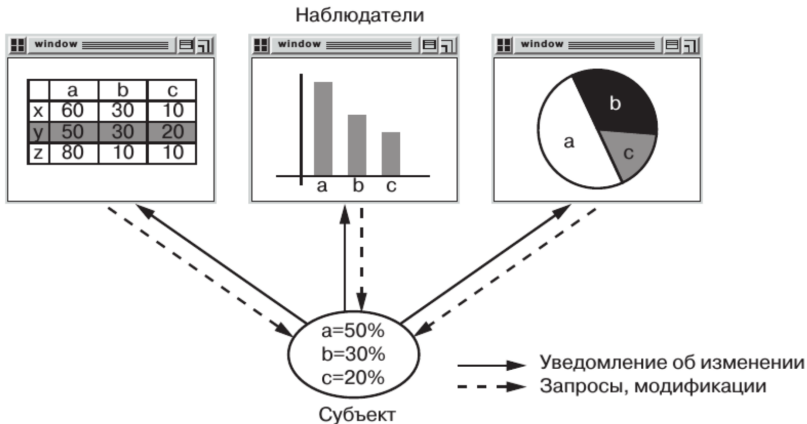 Наблюдатели
window
a b c
x 60 30 10
y 50 30 20
z 80 10 10
window
a b c
window
a
b
c
a=50%
b=30%
c=20%
Субъект
Уведомление об изменении
Запросы, модификации